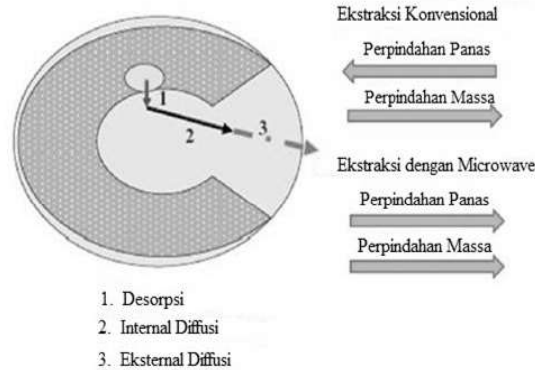 Ekstraksi Konvensional
Perpindahan Panas
Perpindahan Massa
1
2
3
Ekstraksi dengan Microwave
Perpindahan Panas
Perpindahan Massa
1. Desorpsi
2. Internal Diffusi
3. Eksternal Diffusi